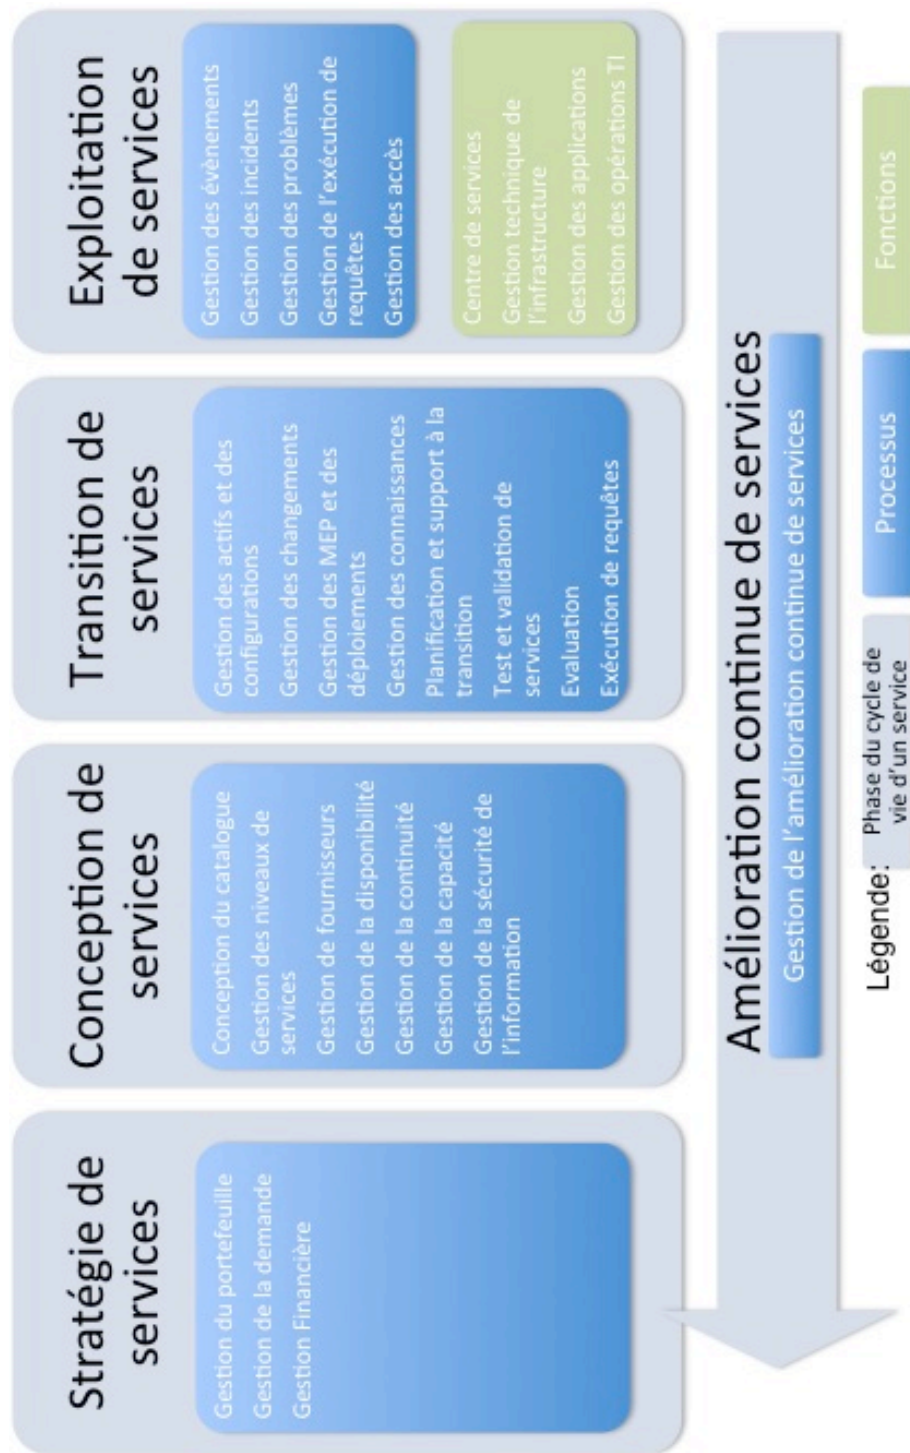 Stratégie de
services
Gestion du portefeuille
Gestion de la demande
Gestion Financière
Conception de
services
Conception du catalogue
Gestion des niveaux de
services
Gestion de fournisseurs
Gestion de la disponibilité
Gestion de la continuité
Gestion de la capacité
Gestion de la sécurité de
l'information
Transition de
services
Gestion des actifs et des
configurations
Gestion des changements
Gestion des MEP et des
déploiements
Gestion des connaissances
Planification et support à la
transition
Test et validation de
services
Evaluation
Exécution de requêtes
Exploitation
de services
Gestion des évènements
Gestion des incidents
Gestion des problèmes
Gestion de l'exécution de
requêtes
Gestion des accès
Centre de services
Gestion technique de
l'infrastructure
Gestion des applications
Gestion des opérations TI
Amélioration continue de services
Gestion de l'amélioration continue de services
Légende:
Phase du cycle de
vie d'un service
Processus
Fonctions